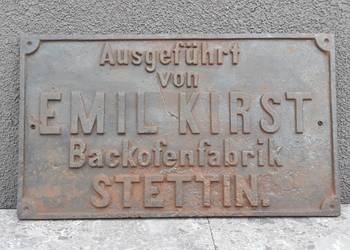 Ausgeführt
von
EMIL KIRST
Backofenfabrik
STETTIN.